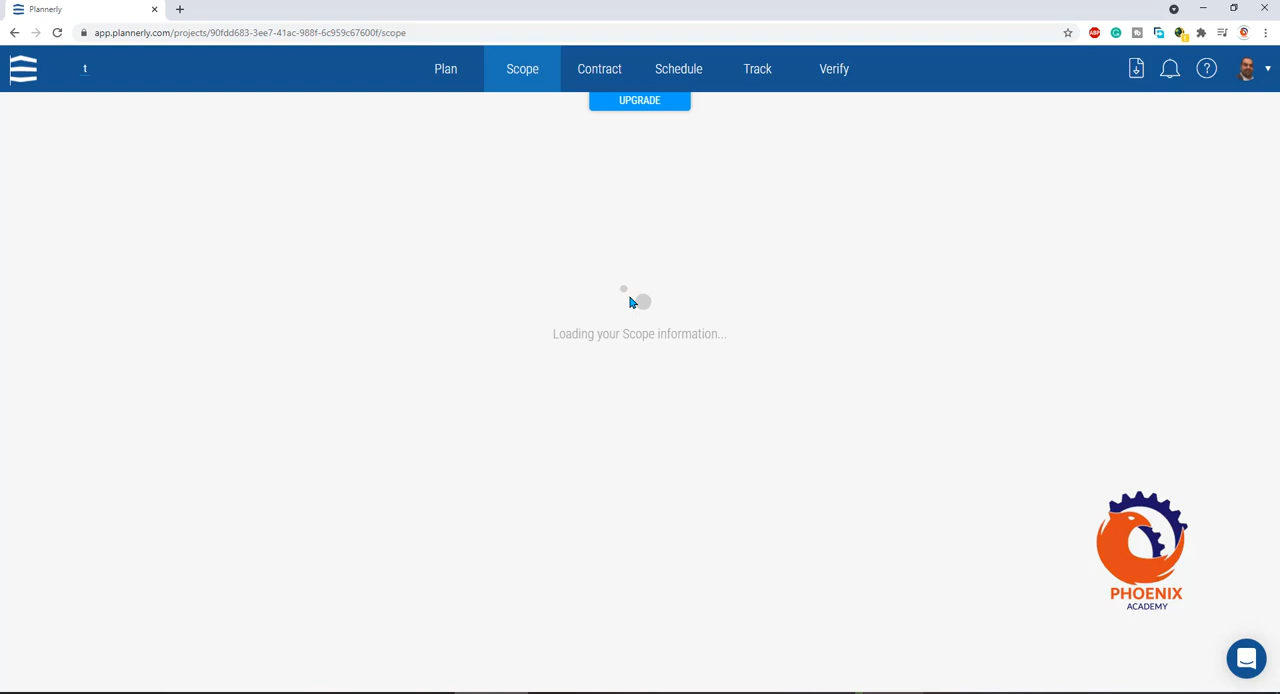 Plannerly
app.plannerly.com/projects/90fdd683-3ee7-41ac-988f-6c959c67600f/scope
t
Plan
Scope
Contract
Schedule
Track
Verify
UPGRADE
Loading your Scope information...
PHOENIX
ACADEMY